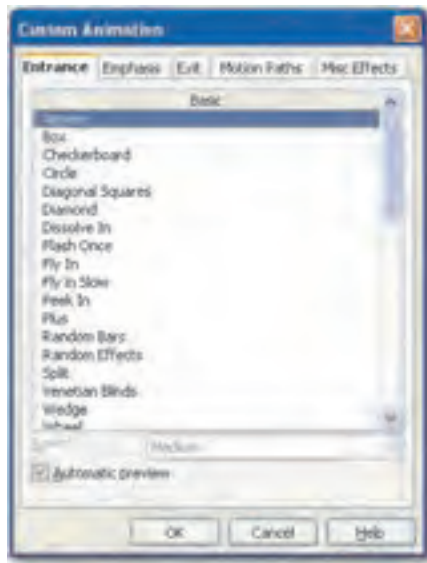 Custom Animation
Entrance Emphasis Exit Motion Paths Misc Effects
Basic
Box
Checkerboard
Circle
Diagonal Squares
Diamond
Dissolve In
Flash Once
Fly In
Fly in Slow
Peek In
Plus
Random Bars
Random Effects
Split
Venetian Blinds
Wedge
Wheel
Medium
Automatic preview
OK Cancel Help